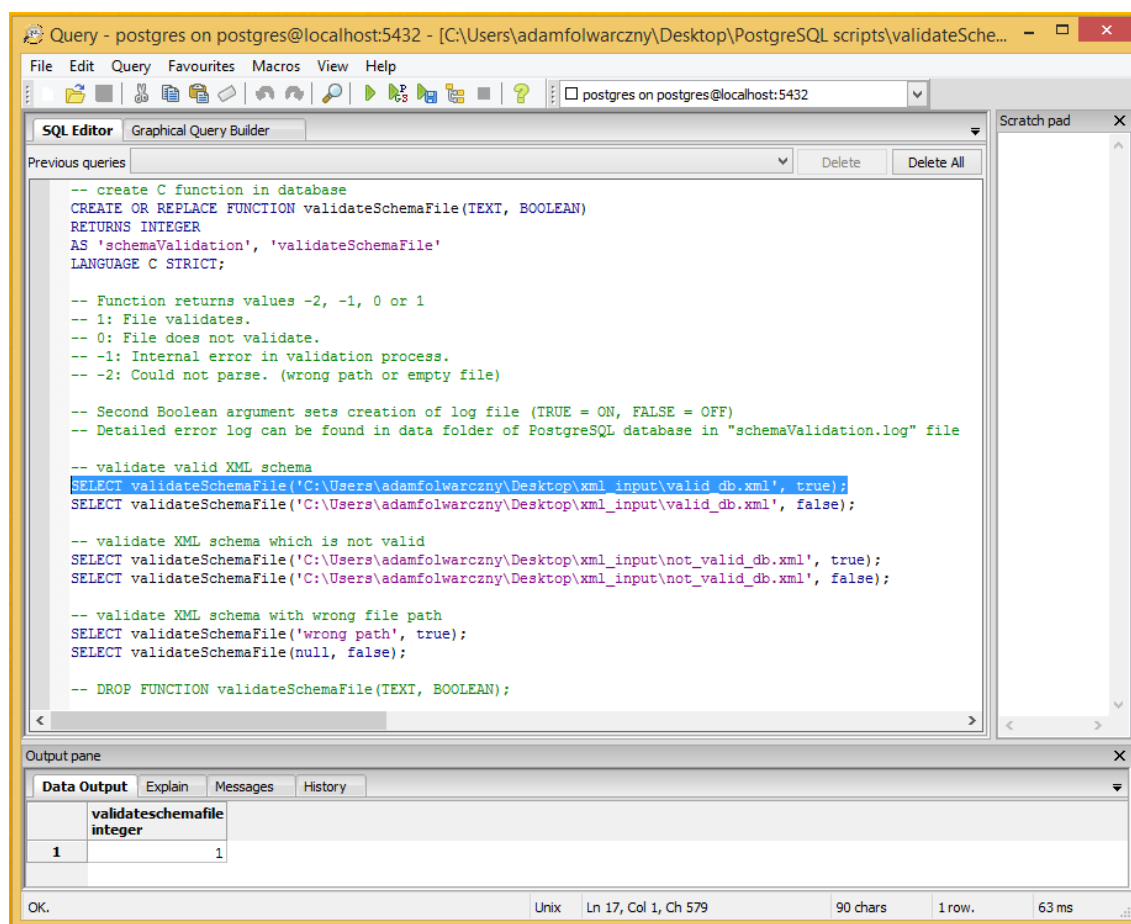 Query - postgres on postgres@localhost:5432 - [C:\Users\adamfolwarczny\Desktop\PostgreSQL scripts\validateSche...
File Edit Query Favourites Macros View Help
postgres on postgres@localhost:5432
SQL Editor Graphical Query Builder
Scratch pad
Previous queries Delete Delete All
-- create C function in database
CREATE OR REPLACE FUNCTION validateSchemaFile(TEXT, BOOLEAN)
RETURNS INTEGER
AS 'schemaValidation', 'validateSchemaFile'
LANGUAGE C STRICT;
-- Function returns values -2, -1, 0 or 1
-- 1: File validates.
-- 0: File does not validate.
-- -1: Internal error in validation process.
-- -2: Could not parse. (wrong path or empty file)
-- Second Boolean argument sets creation of log file (TRUE = ON, FALSE = OFF)
-- Detailed error log can be found in data folder of PostgreSQL database in "schemaValidation.log" file
-- validate valid XML schema
SELECT validateSchemaFile('C:\Users\adamfolwarczny\Desktop\xml_input\valid_db.xml', true);
SELECT validateSchemaFile('C:\Users\adamfolwarczny\Desktop\xml_input\valid_db.xml', false);
-- validate XML schema which is not valid
SELECT validateSchemaFile('C:\Users\adamfolwarczny\Desktop\xml_input\not_valid_db.xml', true);
SELECT validateSchemaFile('C:\Users\adamfolwarczny\Desktop\xml_input\not_valid_db.xml', false);
-- validate XML schema with wrong file path
SELECT validateSchemaFile('wrong path', true);
SELECT validateSchemaFile(null, false);
-- DROP FUNCTION validateSchemaFile(TEXT, BOOLEAN);
Output pane
Data Output Explain Messages History
validateschemafile
integer
1 1
OK. Unix Ln 17, Col 1, Ch 579 90 chars 1 row. 63 ms